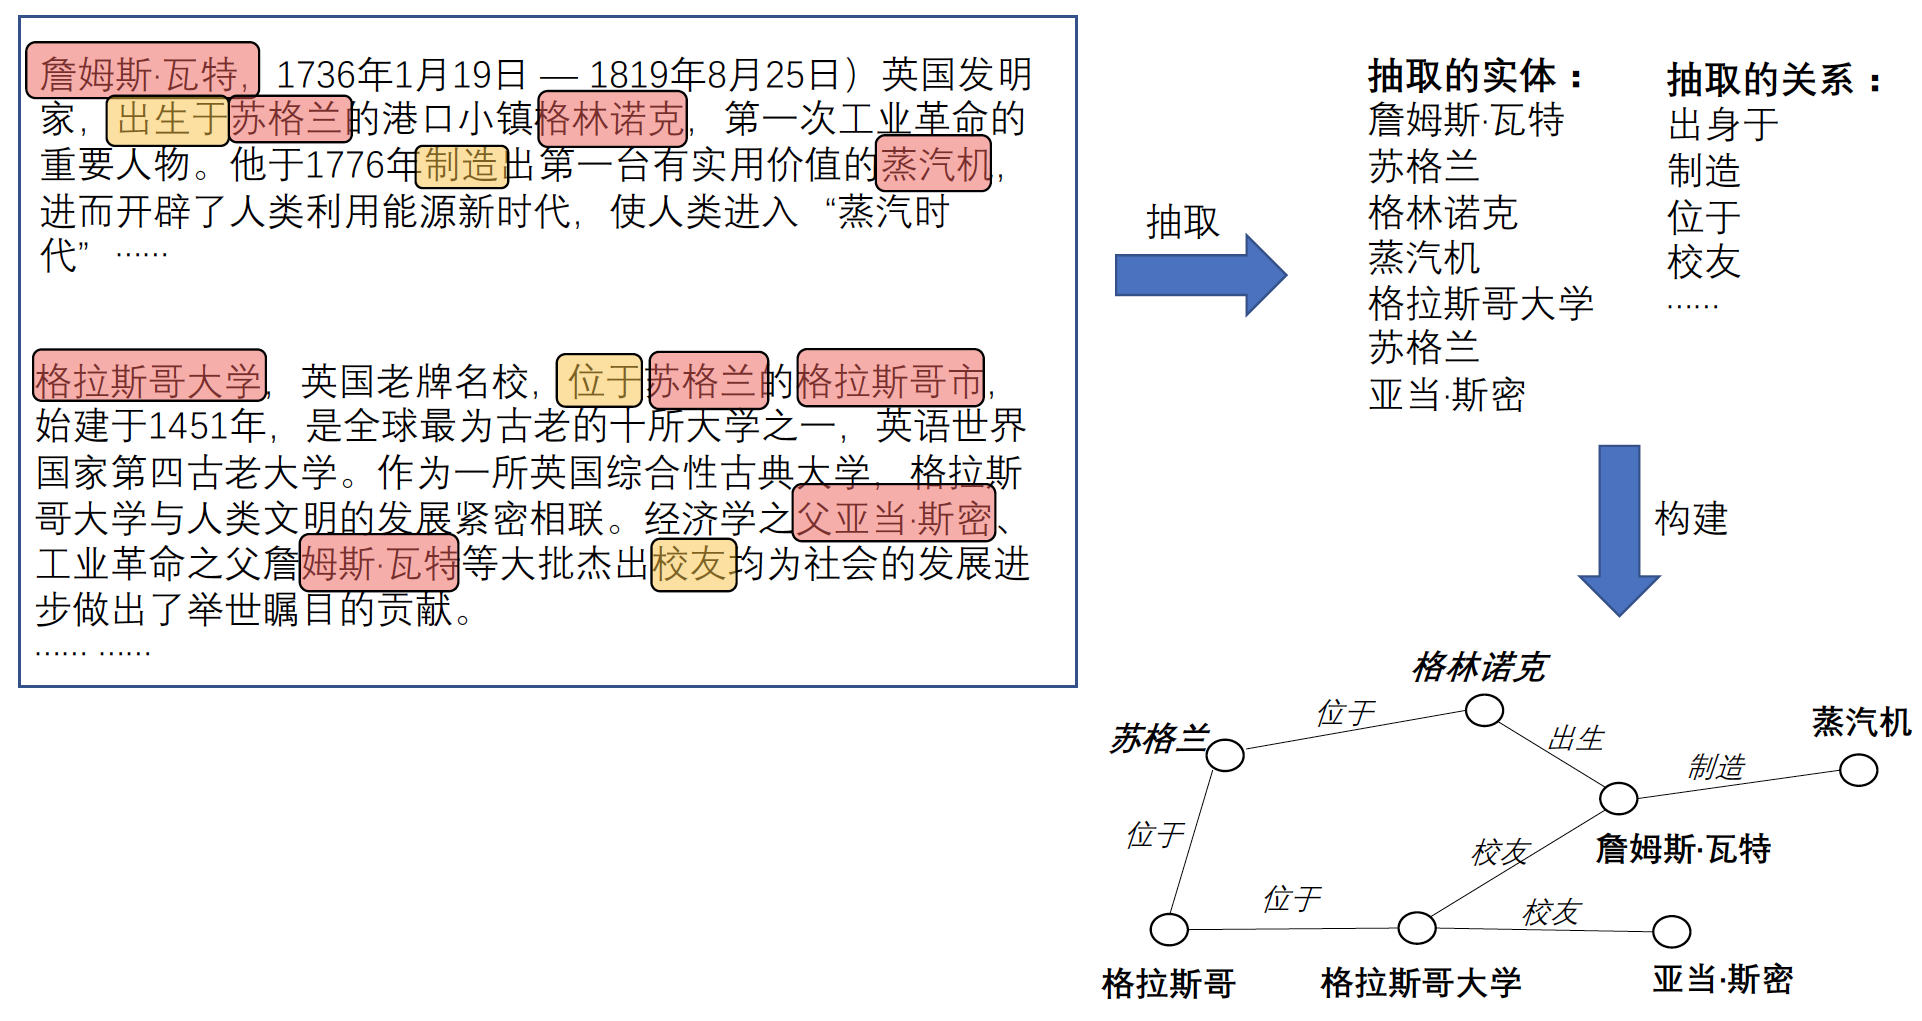 詹姆斯·瓦特, 1736年1月19日 — 1819年8月25日）英国发明
家, 出生于苏格兰的港口小镇格林诺克, 第一次工业革命的
重要人物。他于1776年制造出第一台有实用价值的蒸汽机,
进而开辟了人类利用能源新时代, 使人类进入 “蒸汽时
代” ……
格拉斯哥大学, 英国老牌名校, 位于苏格兰的格拉斯哥市,
始建于1451年, 是全球最为古老的十所大学之一, 英语世界
国家第四古老大学。作为一所英国综合性古典大学, 格拉斯
哥大学与人类文明的发展紧密相联。经济学之父亚当·斯密、
工业革命之父詹姆斯·瓦特等大批杰出校友均为社会的发展进
步做出了举世瞩目的贡献。
…… ……
抽取
抽取的实体：
詹姆斯·瓦特
苏格兰
格林诺克
蒸汽机
格拉斯哥大学
苏格兰
亚当·斯密
抽取的关系：
出身于
制造
位于
校友
……
构建
格林诺克
位于
苏格兰
出生
蒸汽机
制造
位于
校友
詹姆斯·瓦特
位于
校友
格拉斯哥
格拉斯哥大学
亚当·斯密